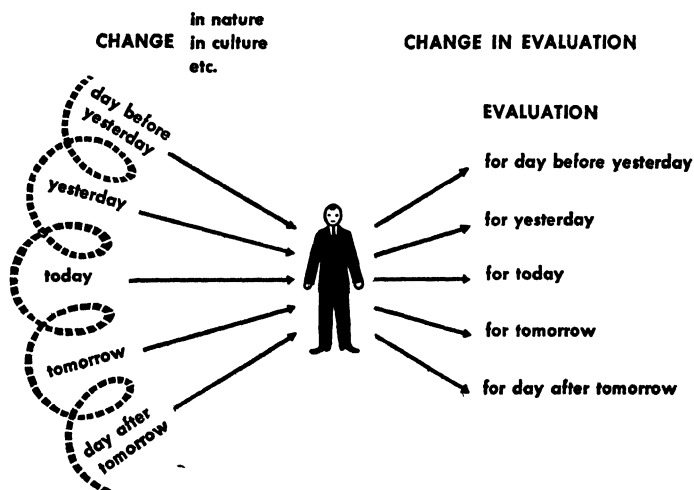 CHANGE
in nature
in culture
etc.
day before
yesterday
yesterday
today
tomorrow
day after
tomorrow
CHANGE IN EVALUATION
EVALUATION
for day before yesterday
for yesterday
for today
for tomorrow
for day after tomorrow